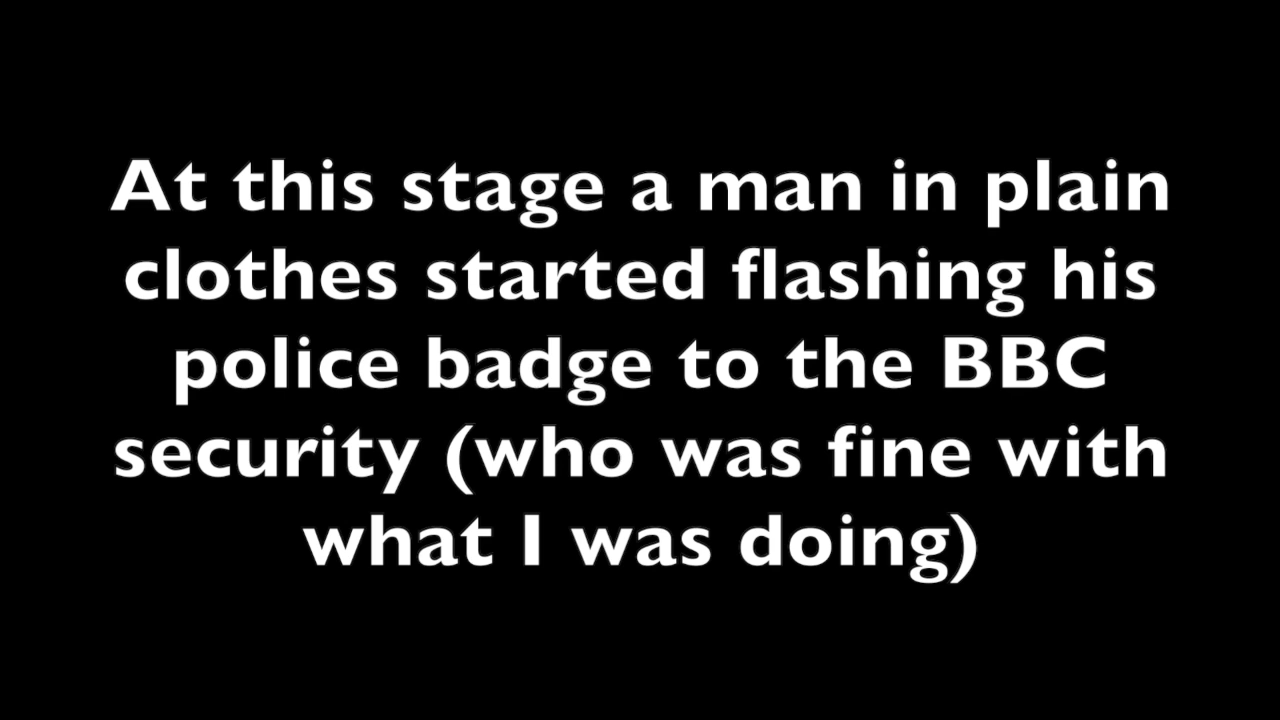 At this stage a man in plain
clothes started flashing his
police badge to the BBC
security (who was fine with
what I was doing)